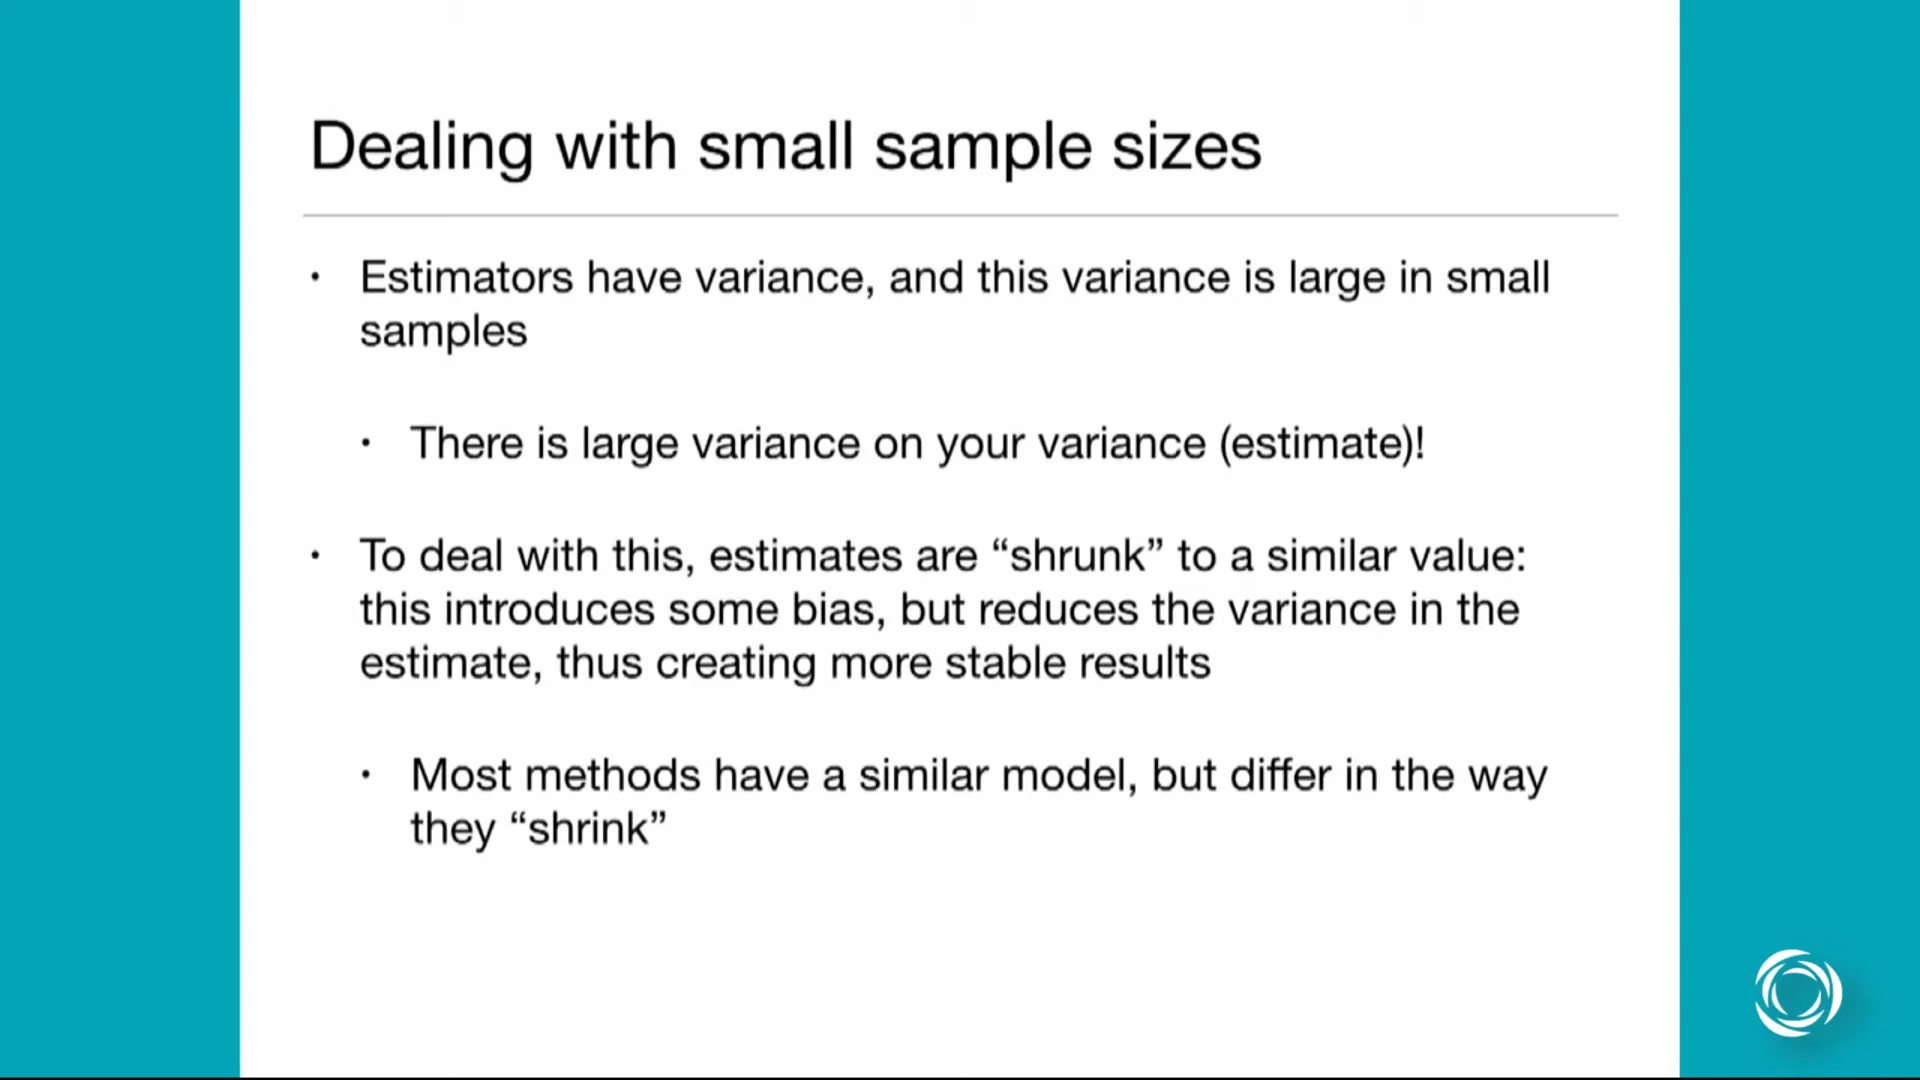 Dealing with small sample sizes
• Estimators have variance, and this variance is large in small
samples
• There is large variance on your variance (estimate)!
• To deal with this, estimates are “shrunk” to a similar value:
this introduces some bias, but reduces the variance in the
estimate, thus creating more stable results
• Most methods have a similar model, but differ in the way
they “shrink”